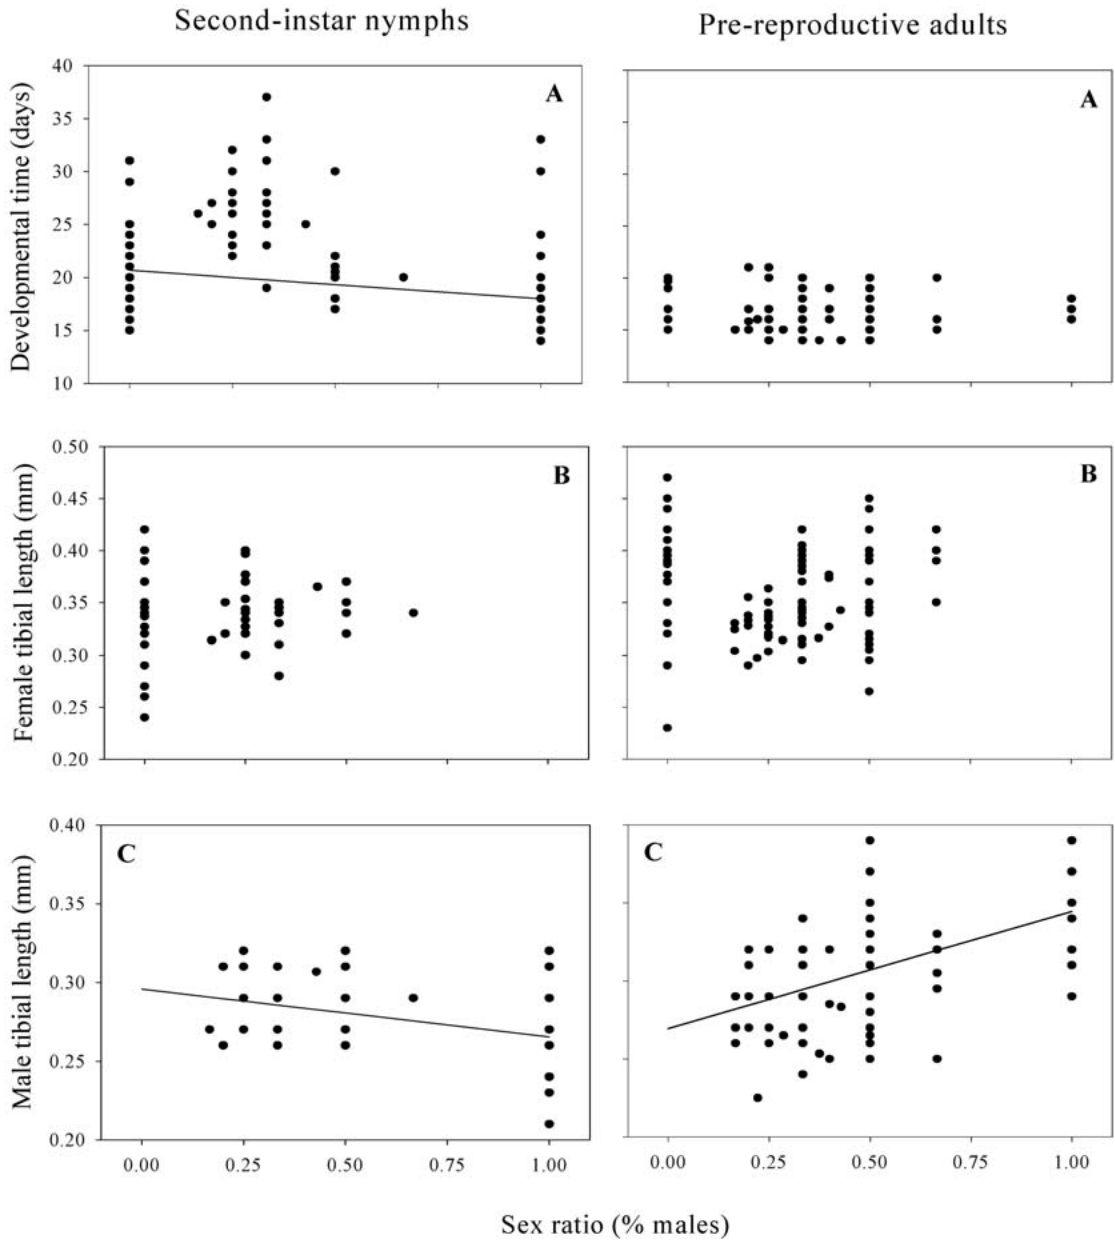 Second-instar nymphs
Pre-reproductive adults
Developmental time (days)
40
35
30
25
20
15
10
A
A
Female tibial length (mm)
0.50
0.45
0.40
0.35
0.30
0.25
0.20
B
B
Male tibial length (mm)
0.40
0.35
0.30
0.25
0.20
C
C
0.00 0.25 0.50 0.75 1.00
0.00 0.25 0.50 0.75 1.00
Sex ratio (% males)